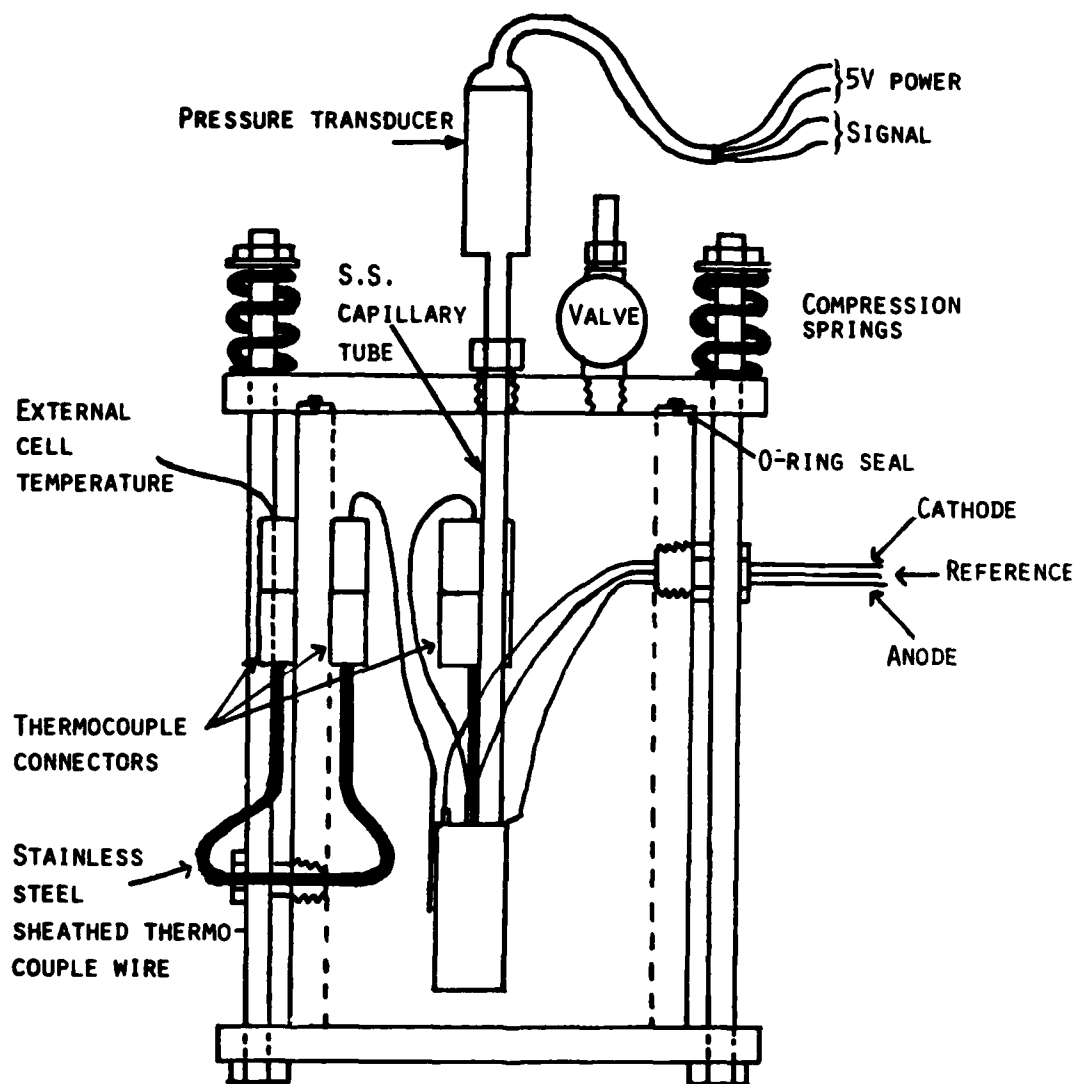 5V POWER
SIGNAL
PRESSURE TRANSDUCER
S.S.
CAPILLARY
TUBE
VALVE
COMPRESSION
SPRINGS
EXTERNAL
CELL
TEMPERATURE
O-RING SEAL
CATHODE
REFERENCE
ANODE
THERMOCOUPLE
CONNECTORS
STAINLESS
STEEL
SHEATHED THERMO-
COUPLE WIRE